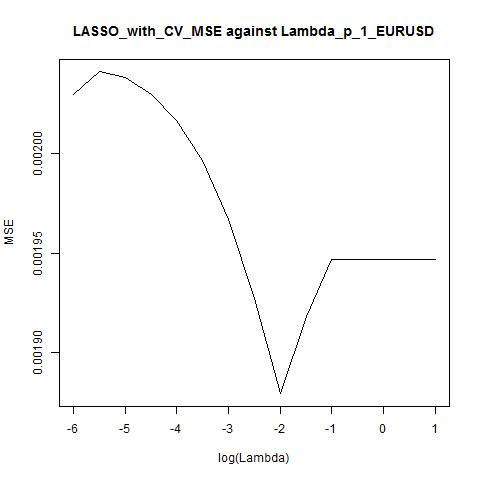 LASSO_with_CV_MSE against Lambda_p_1_EURUSD
MSE
0.00200
0.00195
0.00190
-6 -5 -4 -3 -2 -1 0 1
log(Lambda)